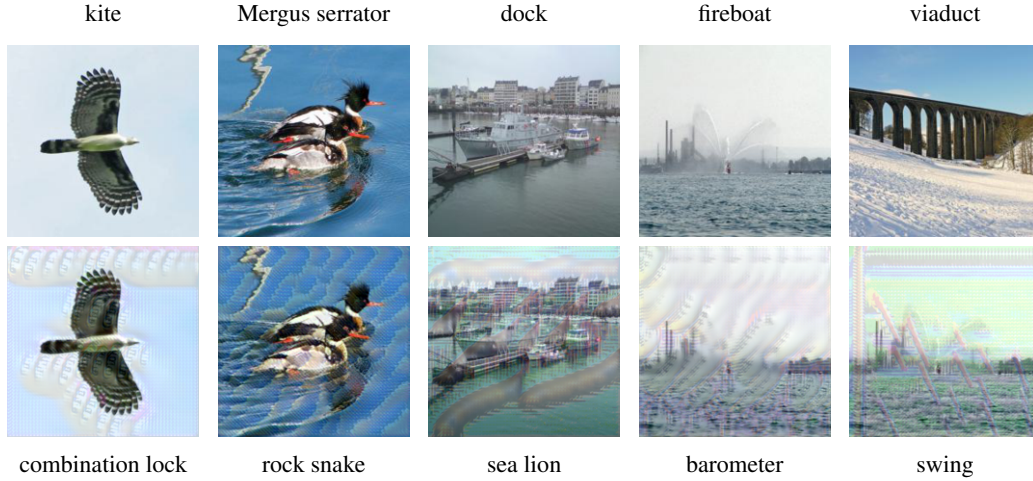 kite
Mergus serrator
dock
fireboat
viaduct
combination lock
rock snake
sea lion
barometer
swing